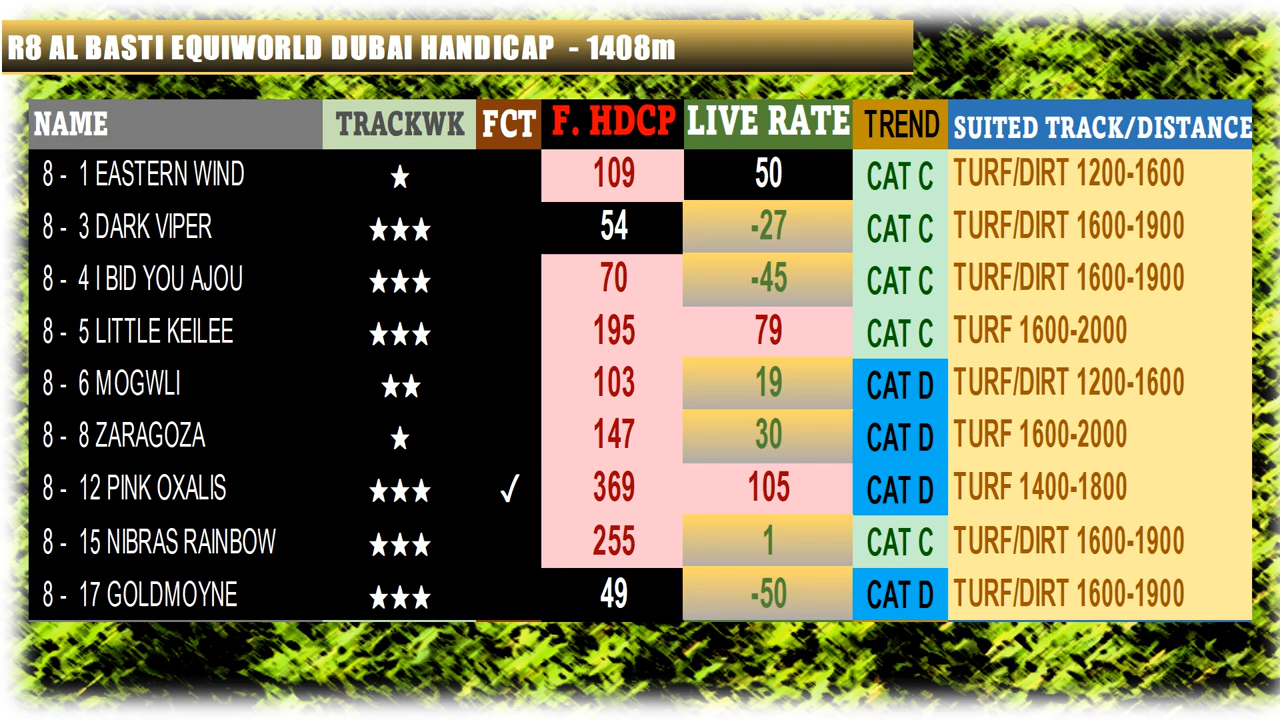 R8 AL BASTI EQUIWORLD DUBAI HANDICAP - 1408m
NAME TRACKWK FCT F. HDCP LIVE RATE TREND SUITED TRACK/DISTANCE
8 - 1 EASTERN WIND ★ 109 50 CAT C TURF/DIRT 1200-1600
8 - 3 DARK VIPER ★★★ 54 -27 CAT C TURF/DIRT 1600-1900
8 - 4 I BID YOU AJOU ★★★ 70 -45 CAT C TURF/DIRT 1600-1900
8 - 5 LITTLE KEILEE ★★★ 195 79 CAT C TURF 1600-2000
8 - 6 MOGWLI ★★ 103 19 CAT D TURF/DIRT 1200-1600
8 - 8 ZARAGOZA ★ 147 30 CAT D TURF 1600-2000
8 - 12 PINK OXALIS ★★★ ✓ 369 105 CAT D TURF 1400-1800
8 - 15 NIBRAS RAINBOW ★★★ 255 1 CAT C TURF/DIRT 1600-1900
8 - 17 GOLDMOYNE ★★★ 49 -50 CAT D TURF/DIRT 1600-1900